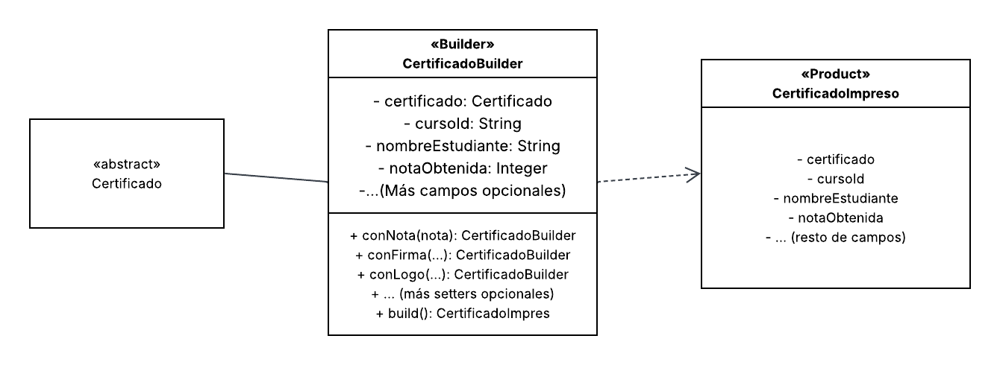 «abstract»
Certificado
«Builder»
CertificadoBuilder
- certificado: Certificado
- cursoId: String
- nombreEstudiante: String
- notaObtenida: Integer
-...(Más campos opcionales)
+ conNota(nota): CertificadoBuilder
+ conFirma(...): CertificadoBuilder
+ conLogo(...): CertificadoBuilder
+ ... (más setters opcionales)
+ build(): CertificadoImpres
«Product»
CertificadoImpreso
- certificado
- cursoId
- nombreEstudiante
- notaObtenida
- ... (resto de campos)